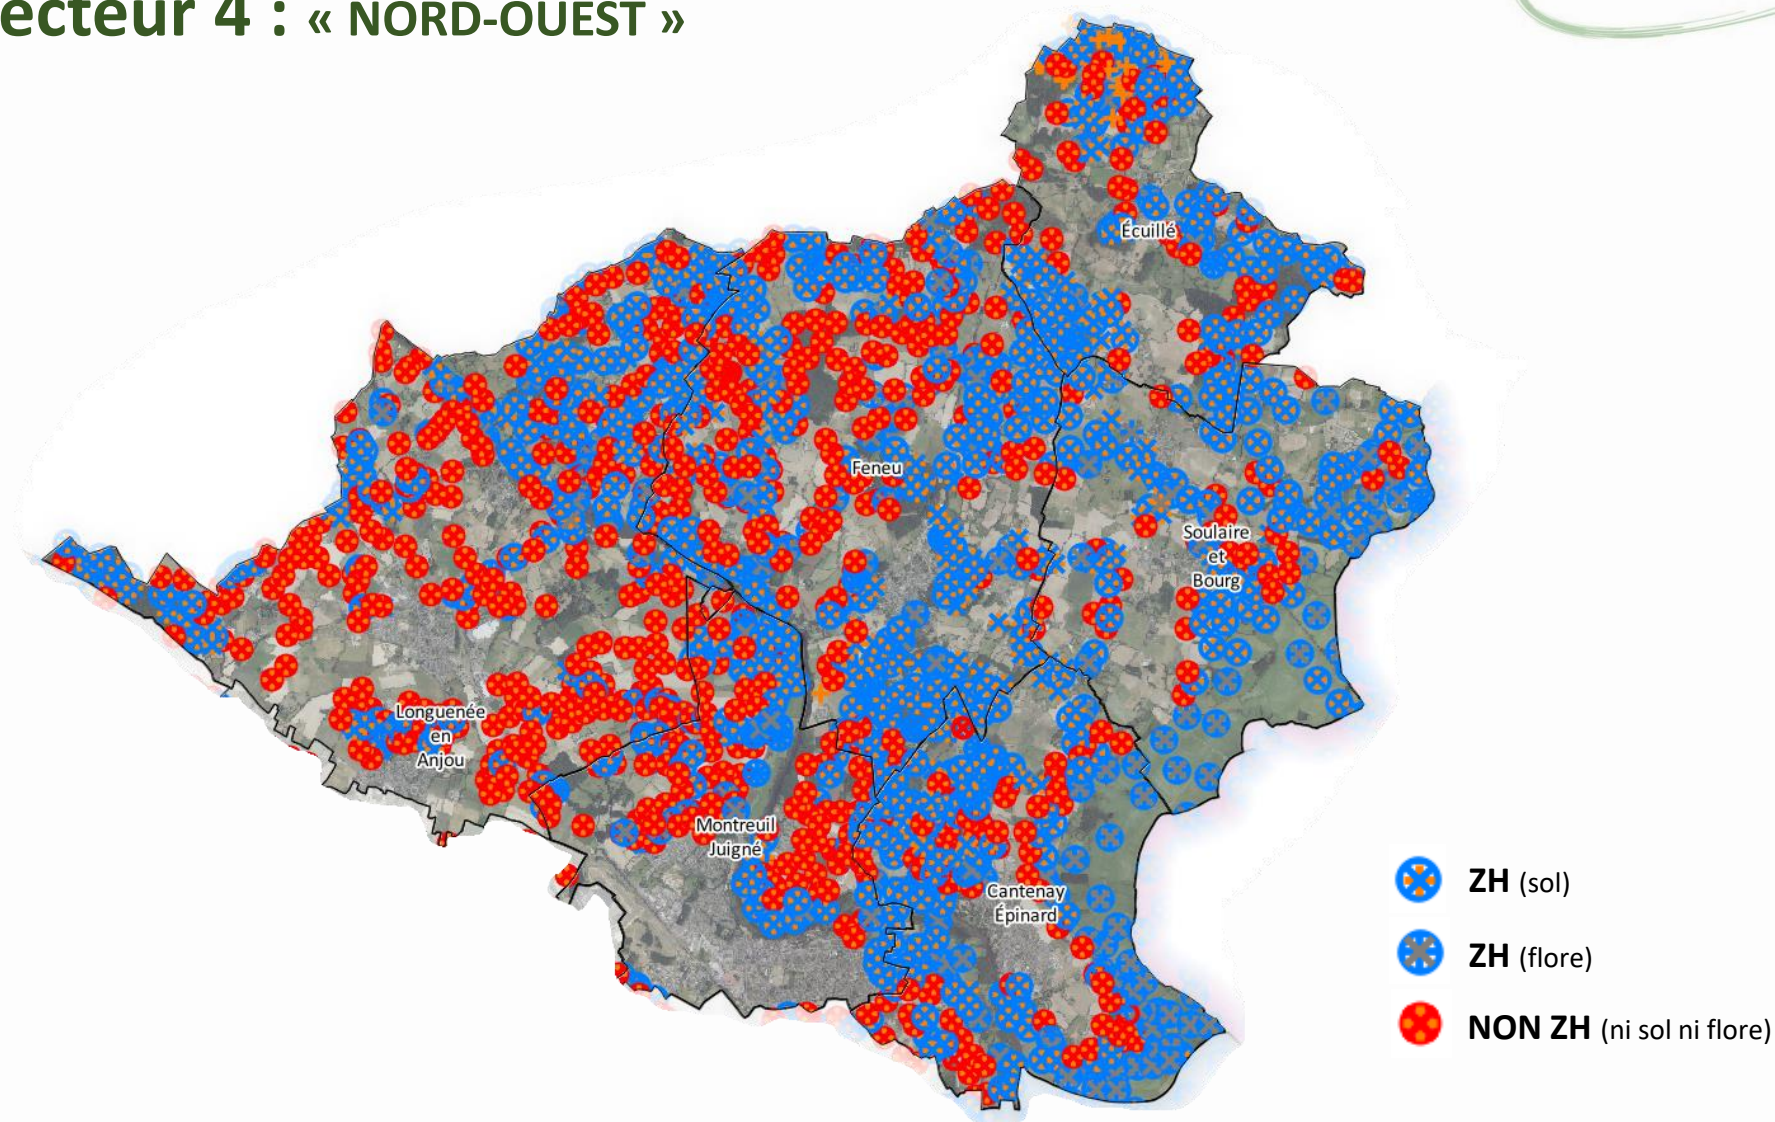 ecteur 4 : « NORD-OUEST »
Écuillé
Feneu
Soulaire
et
Bourg
Longuenée
en
Anjou
Montreuil
Juigné
Cantenay
Épinard
ZH (sol)
ZH (flore)
NON ZH (ni sol ni flore)